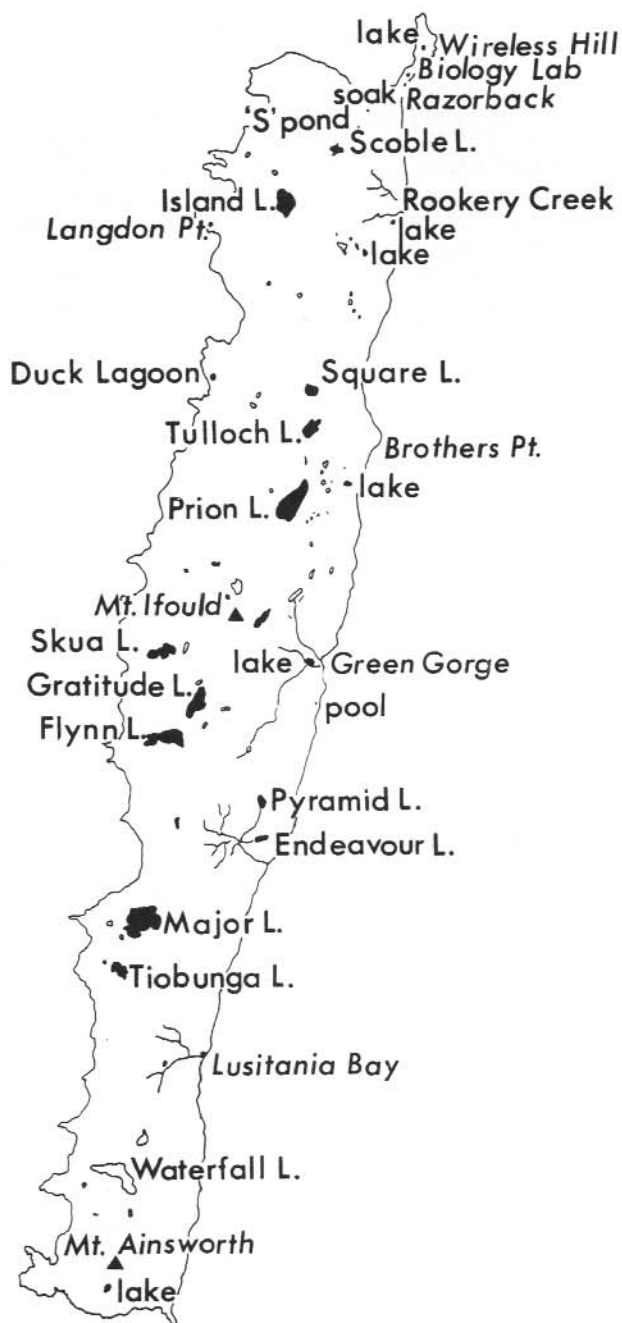 lake
Wireless Hill
Biology Lab
soak
Razorback
'S' pond
Scoble L.
Island L.
Rookery Creek
Langdon Pt.
lake
lake
Duck Lagoon
Square L.
Tulloch L.
Brothers Pt.
lake
Prion L.
Mt. Ifould
Skua L.
lake
Green Gorge
Gratitude L.
pool
Flynn L.
Pyramid L.
Endeavour L.
Major L.
Tiobunga L.
Lusitania Bay
Waterfall L.
Mt. Ainsworth
lake